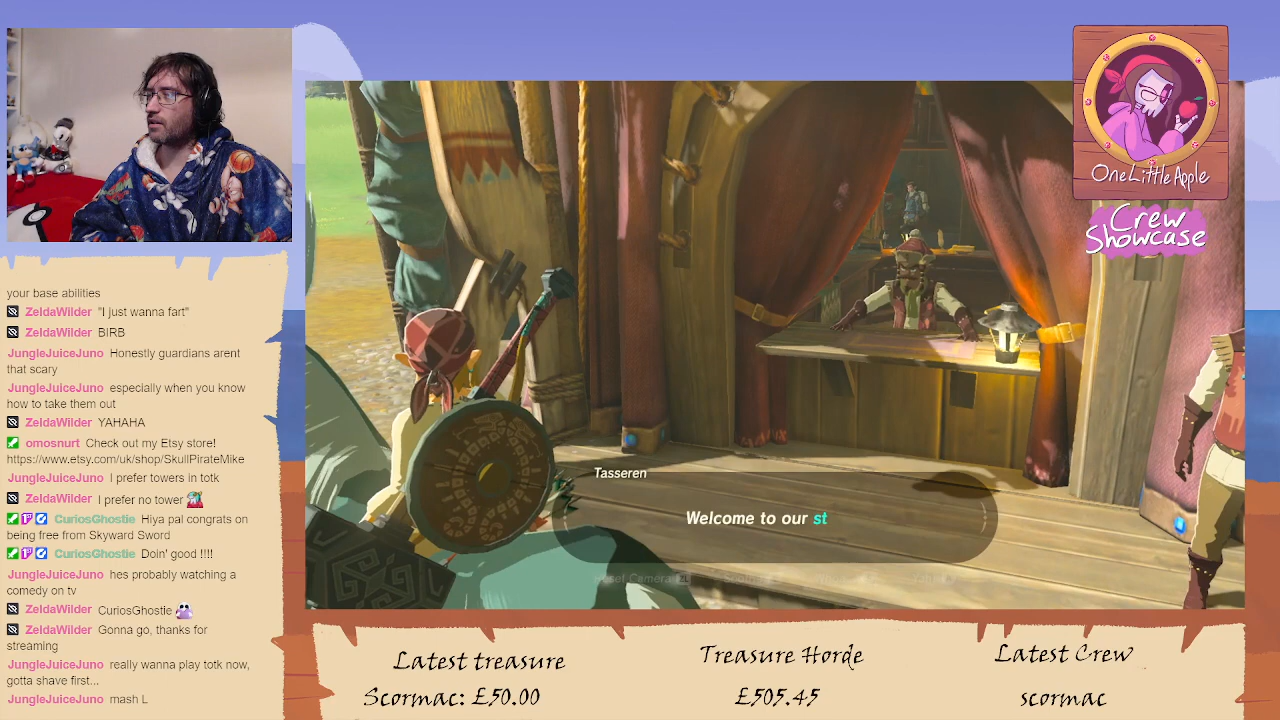 your base abilities
ZeldaWilder "I just wanna fart"
ZeldaWilder BIRB
JungleJuiceJuno Honestly guardians arent
that scary
JungleJuiceJuno especially when you know
how to take them out
ZeldaWilder YAHAHA
omosnurt Check out my Etsy store!
https://www.etsy.com/uk/shop/SkullPirateMike
JungleJuiceJuno I prefer towers in totk
ZeldaWilder I prefer no tower
CuriosGhostie Hiya pal congrats on
being free from Skyward Sword
CuriosGhostie Doin' good !!!!
JungleJuiceJuno hes probably watching a
comedy on tv
ZeldaWilder CuriosGhostie
ZeldaWilder Gonna go, thanks for
streaming
JungleJuiceJuno really wanna play totk now,
gotta shave first...
JungleJuiceJuno mash L
OneLittleApple
Crew
Showcase
Tasseren
Welcome to our st
Reset Camera ZL
Latest treasure
Scormac: £50.00
Treasure Horde
£505.45
Latest Crew
scormac